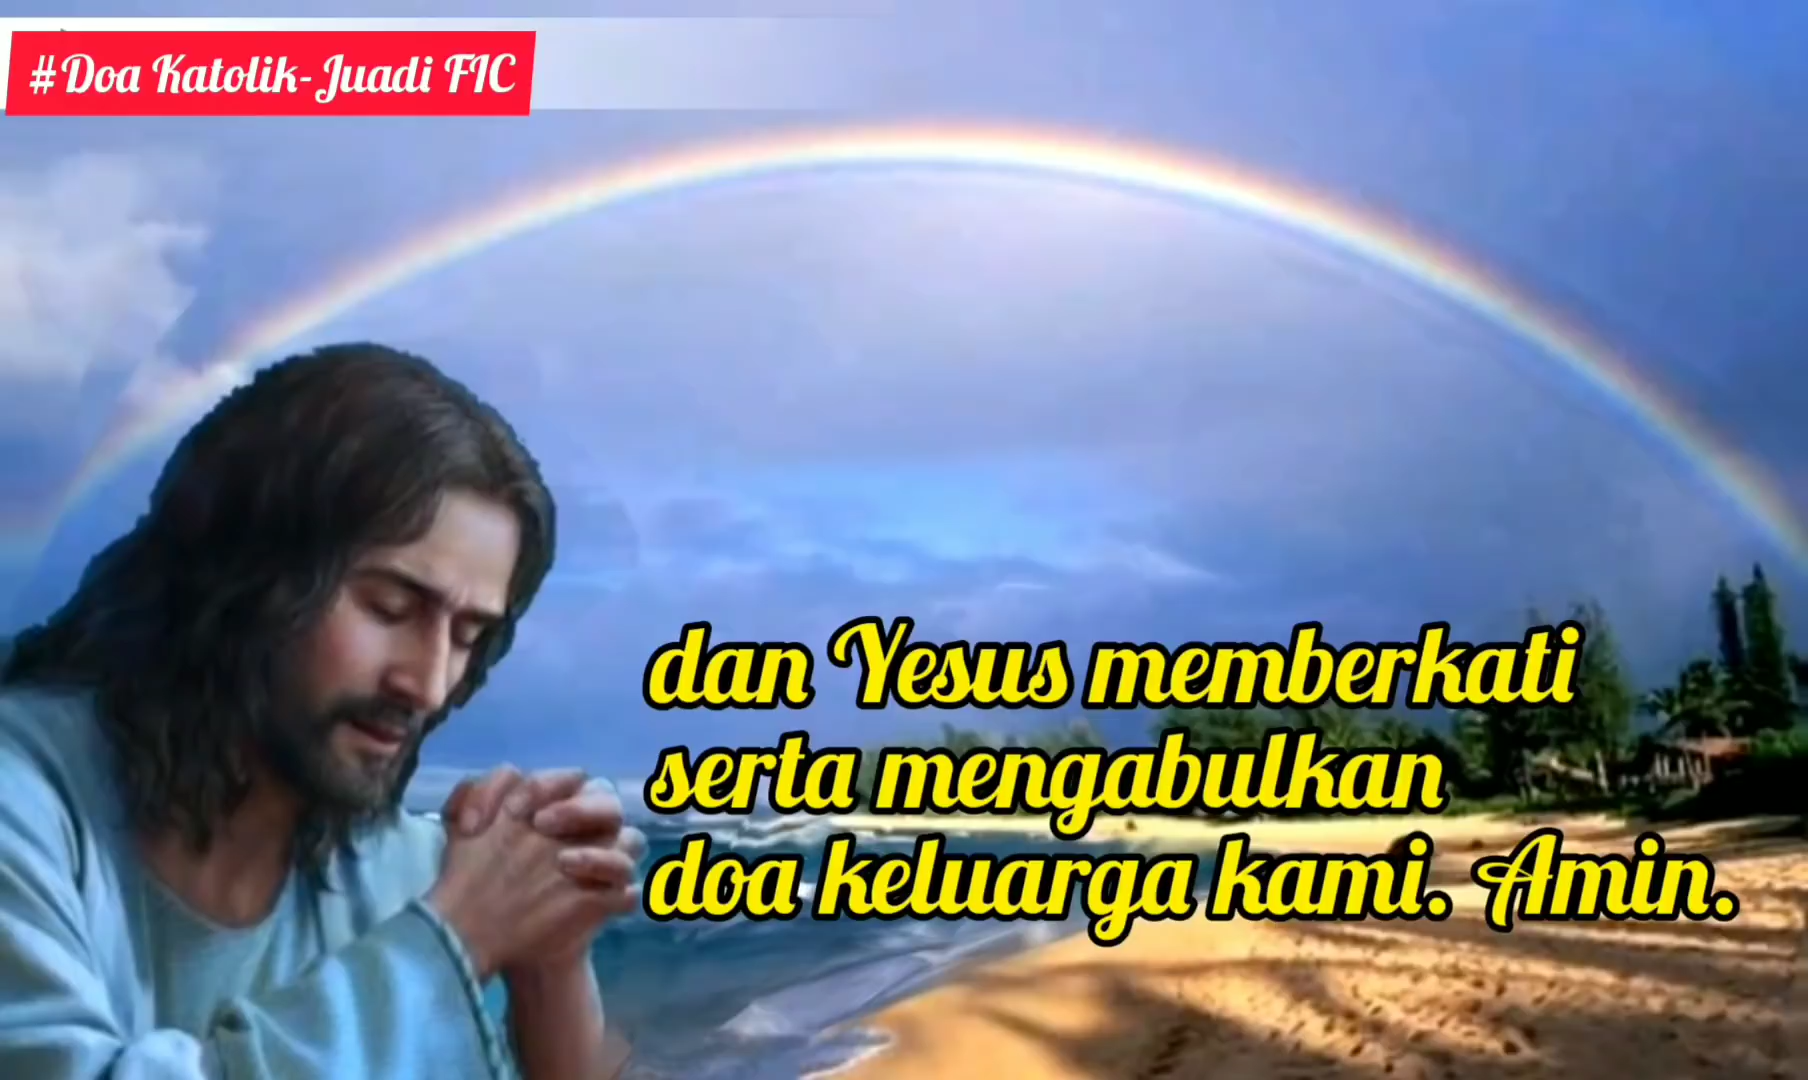 #Doa Katolik-Juadi FIC
dan Yesus memberkati
serta mengabulkan
doa keluarga kami. Amin.